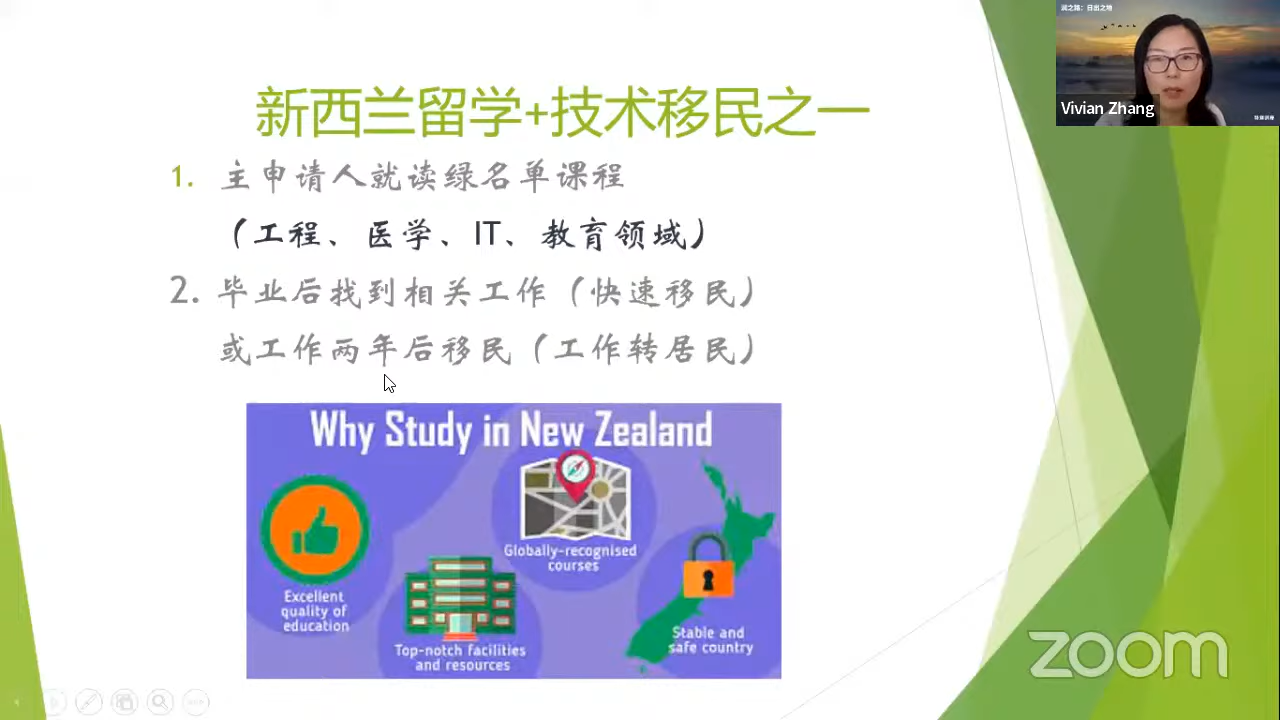 新西兰留学+技术移民之一
1. 主申请人就读绿名单课程
（工程、医学、IT、教育领域）
2. 毕业后找到相关工作（快速移民）
或工作两年后移民（工作转居民）
Why Study in New Zealand
Globally-recognised
courses
Excellent
quality of
education
Top-notch facilities
and resources
Stable and
safe country
润之路：日出之地
Vivian Zhang
zoom